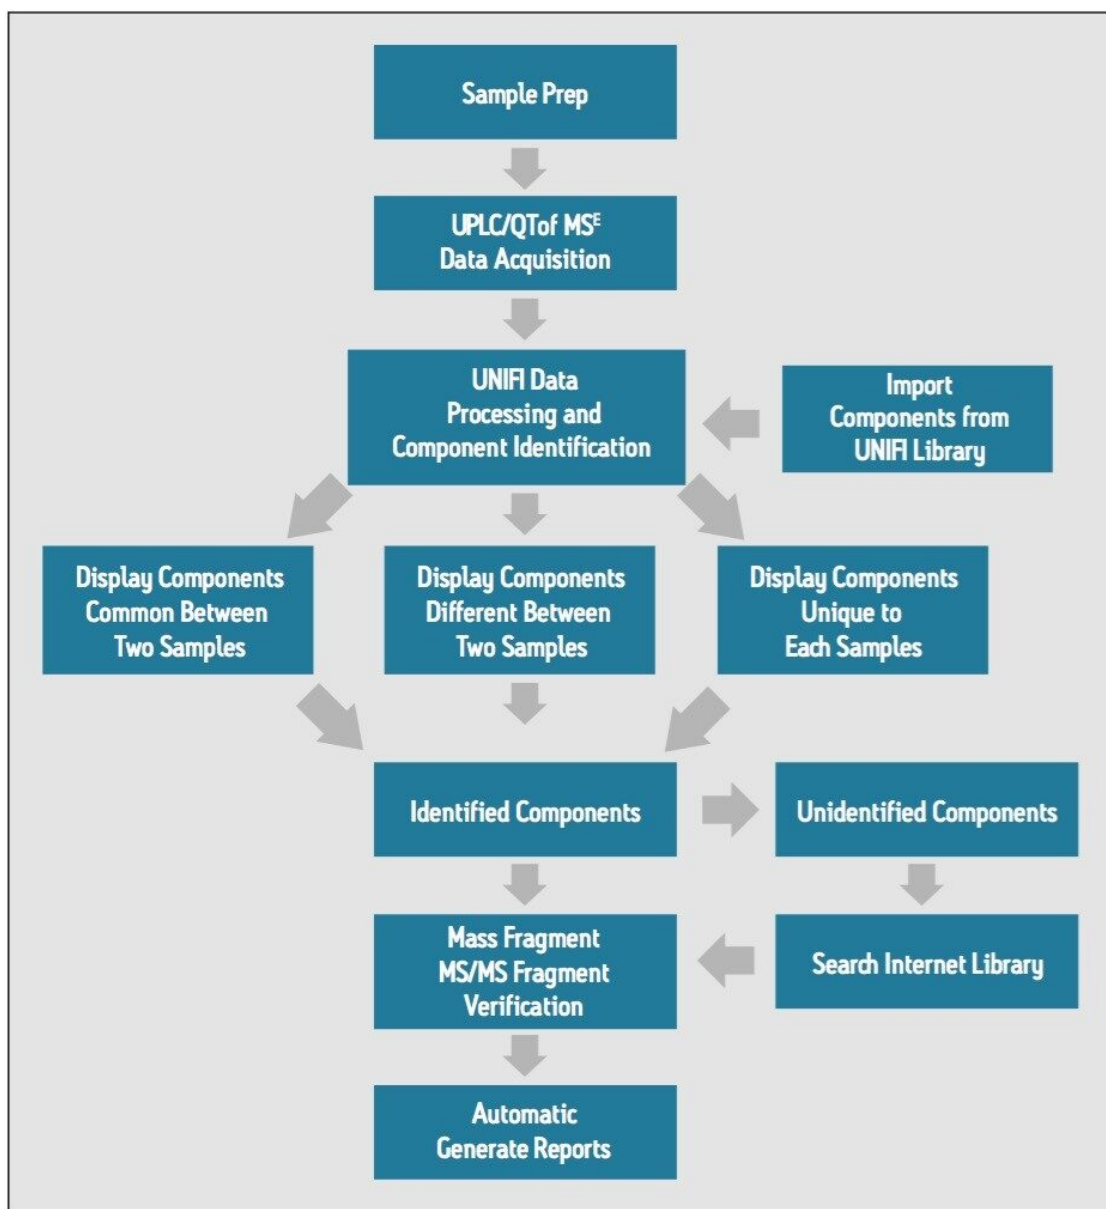 Sample Prep
UPLC/QTof MSᴱ
Data Acquisition
UNIFI Data
Processing and
Component Identification
Import
Components from
UNIFI Library
Display Components
Common Between
Two Samples
Display Components
Different Between
Two Samples
Display Components
Unique to
Each Samples
Identified Components
Unidentified Components
Mass Fragment
MS/MS Fragment
Verification
Search Internet Library
Automatic
Generate Reports